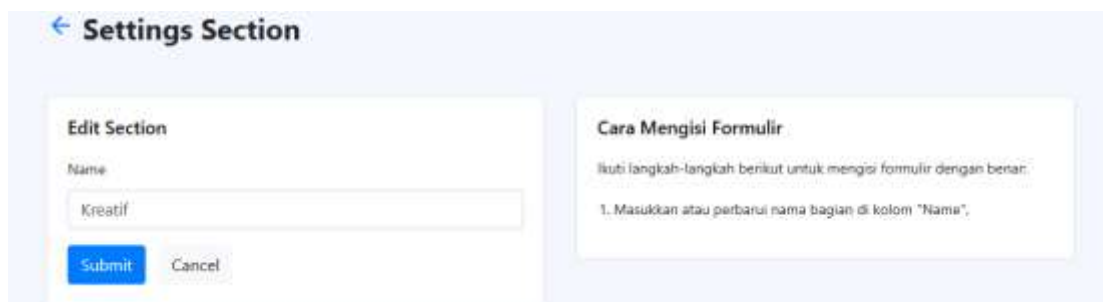 Settings Section
Edit Section
Name
Kreatif
Submit
Cancel
Cara Mengisi Formulir
Ikuti langkah-langkah berikut untuk mengisi formulir dengan benar:
1. Masukkan atau perbarui nama bagian di kolom "Name".